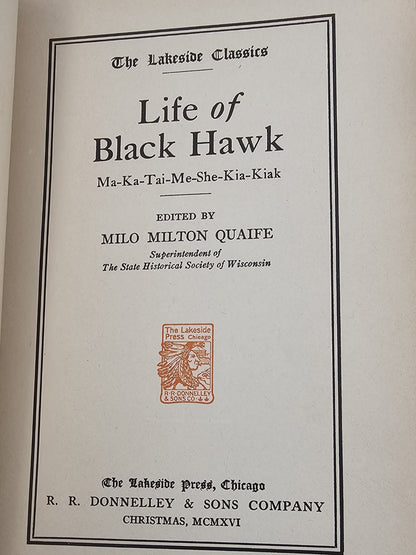 The Lakeside Classics
Life of
Black Hawk
Ma-Ka-Tai-Me-She-Kia-Kiak
EDITED BY
MILO MILTON QUAIFE
Superintendent of
The State Historical Society of Wisconsin
The Lakeside
Press Chicago
R·R·DONNELLEY
& SONS CO
The Lakeside Press, Chicago
R. R. DONNELLEY & SONS COMPANY
CHRISTMAS, MCMXVI